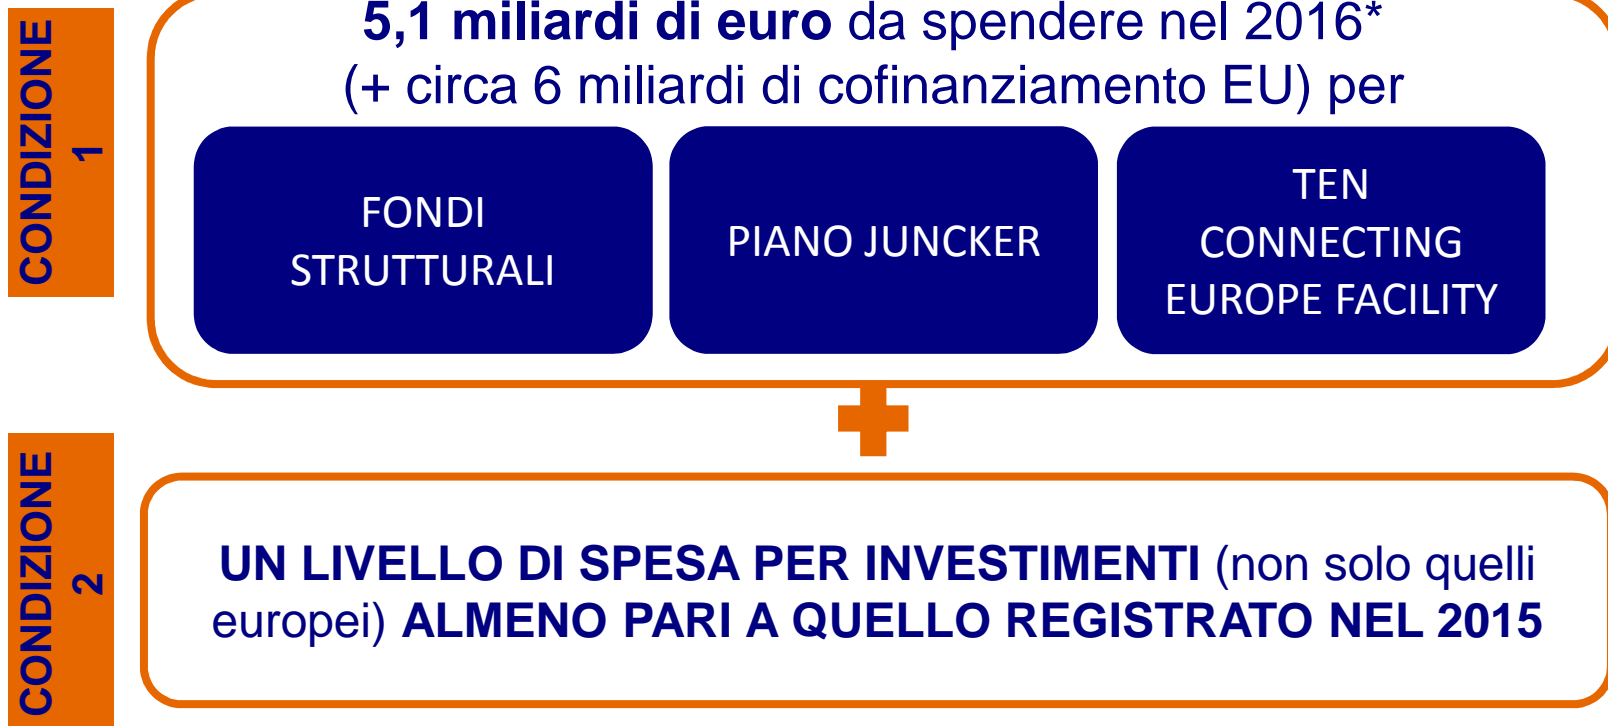 CONDIZIONE
1
5,1 miliardi di euro da spendere nel 2016*
(+ circa 6 miliardi di cofinanziamento EU) per
FONDI
STRUTTURALI
PIANO JUNCKER
TEN
CONNECTING
EUROPE FACILITY
CONDIZIONE
2
UN LIVELLO DI SPESA PER INVESTIMENTI (non solo quelli
europei) ALMENO PARI A QUELLO REGISTRATO NEL 2015